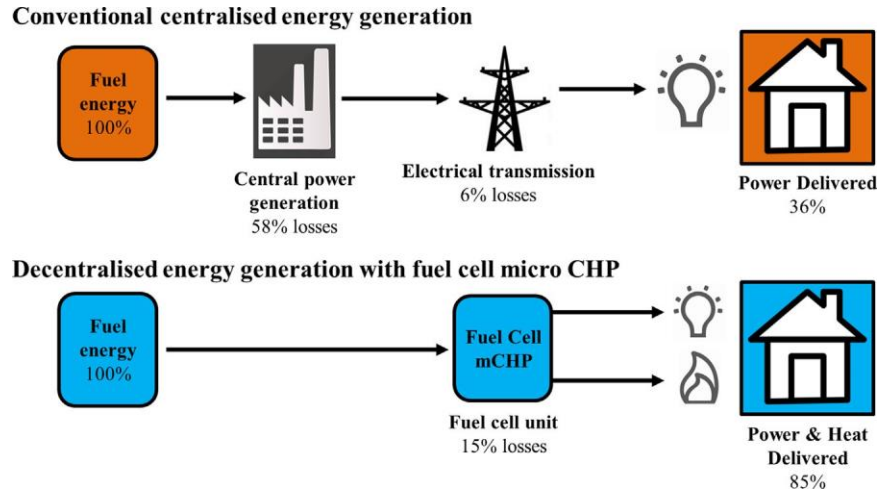 Conventional centralised energy generation
Fuel
energy
100%
Central power
generation
58% losses
Electrical transmission
6% losses
Power Delivered
36%
Decentralised energy generation with fuel cell micro CHP
Fuel
energy
100%
Fuel Cell
mCHP
Fuel cell unit
15% losses
Power & Heat
Delivered
85%